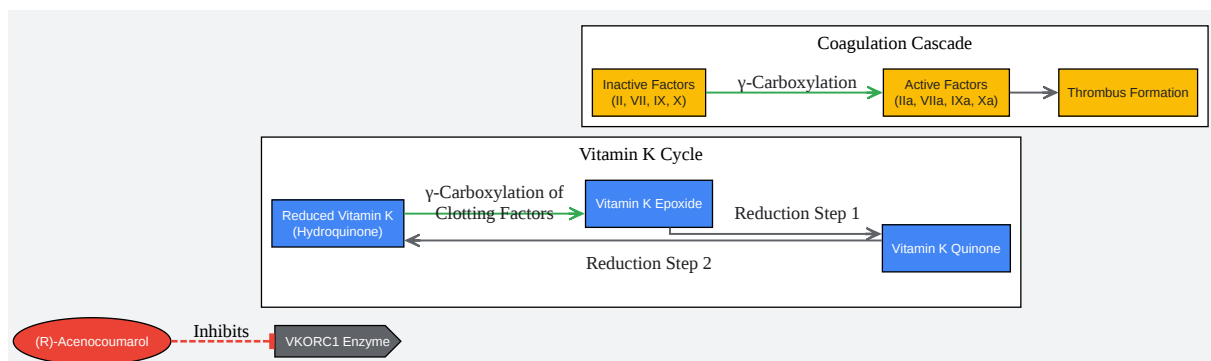 Coagulation Cascade
Inactive Factors
(II, VII, IX, X)
γ-Carboxylation
Active Factors
(IIa, VIIa, IXa, Xa)
Thrombus Formation
Vitamin K Cycle
Reduced Vitamin K
(Hydroquinone)
γ-Carboxylation of
Clotting Factors
Vitamin K Epoxide
Reduction Step 1
Vitamin K Quinone
Reduction Step 2
(R)-Acenocoumarol
Inhibits
VKORC1 Enzyme